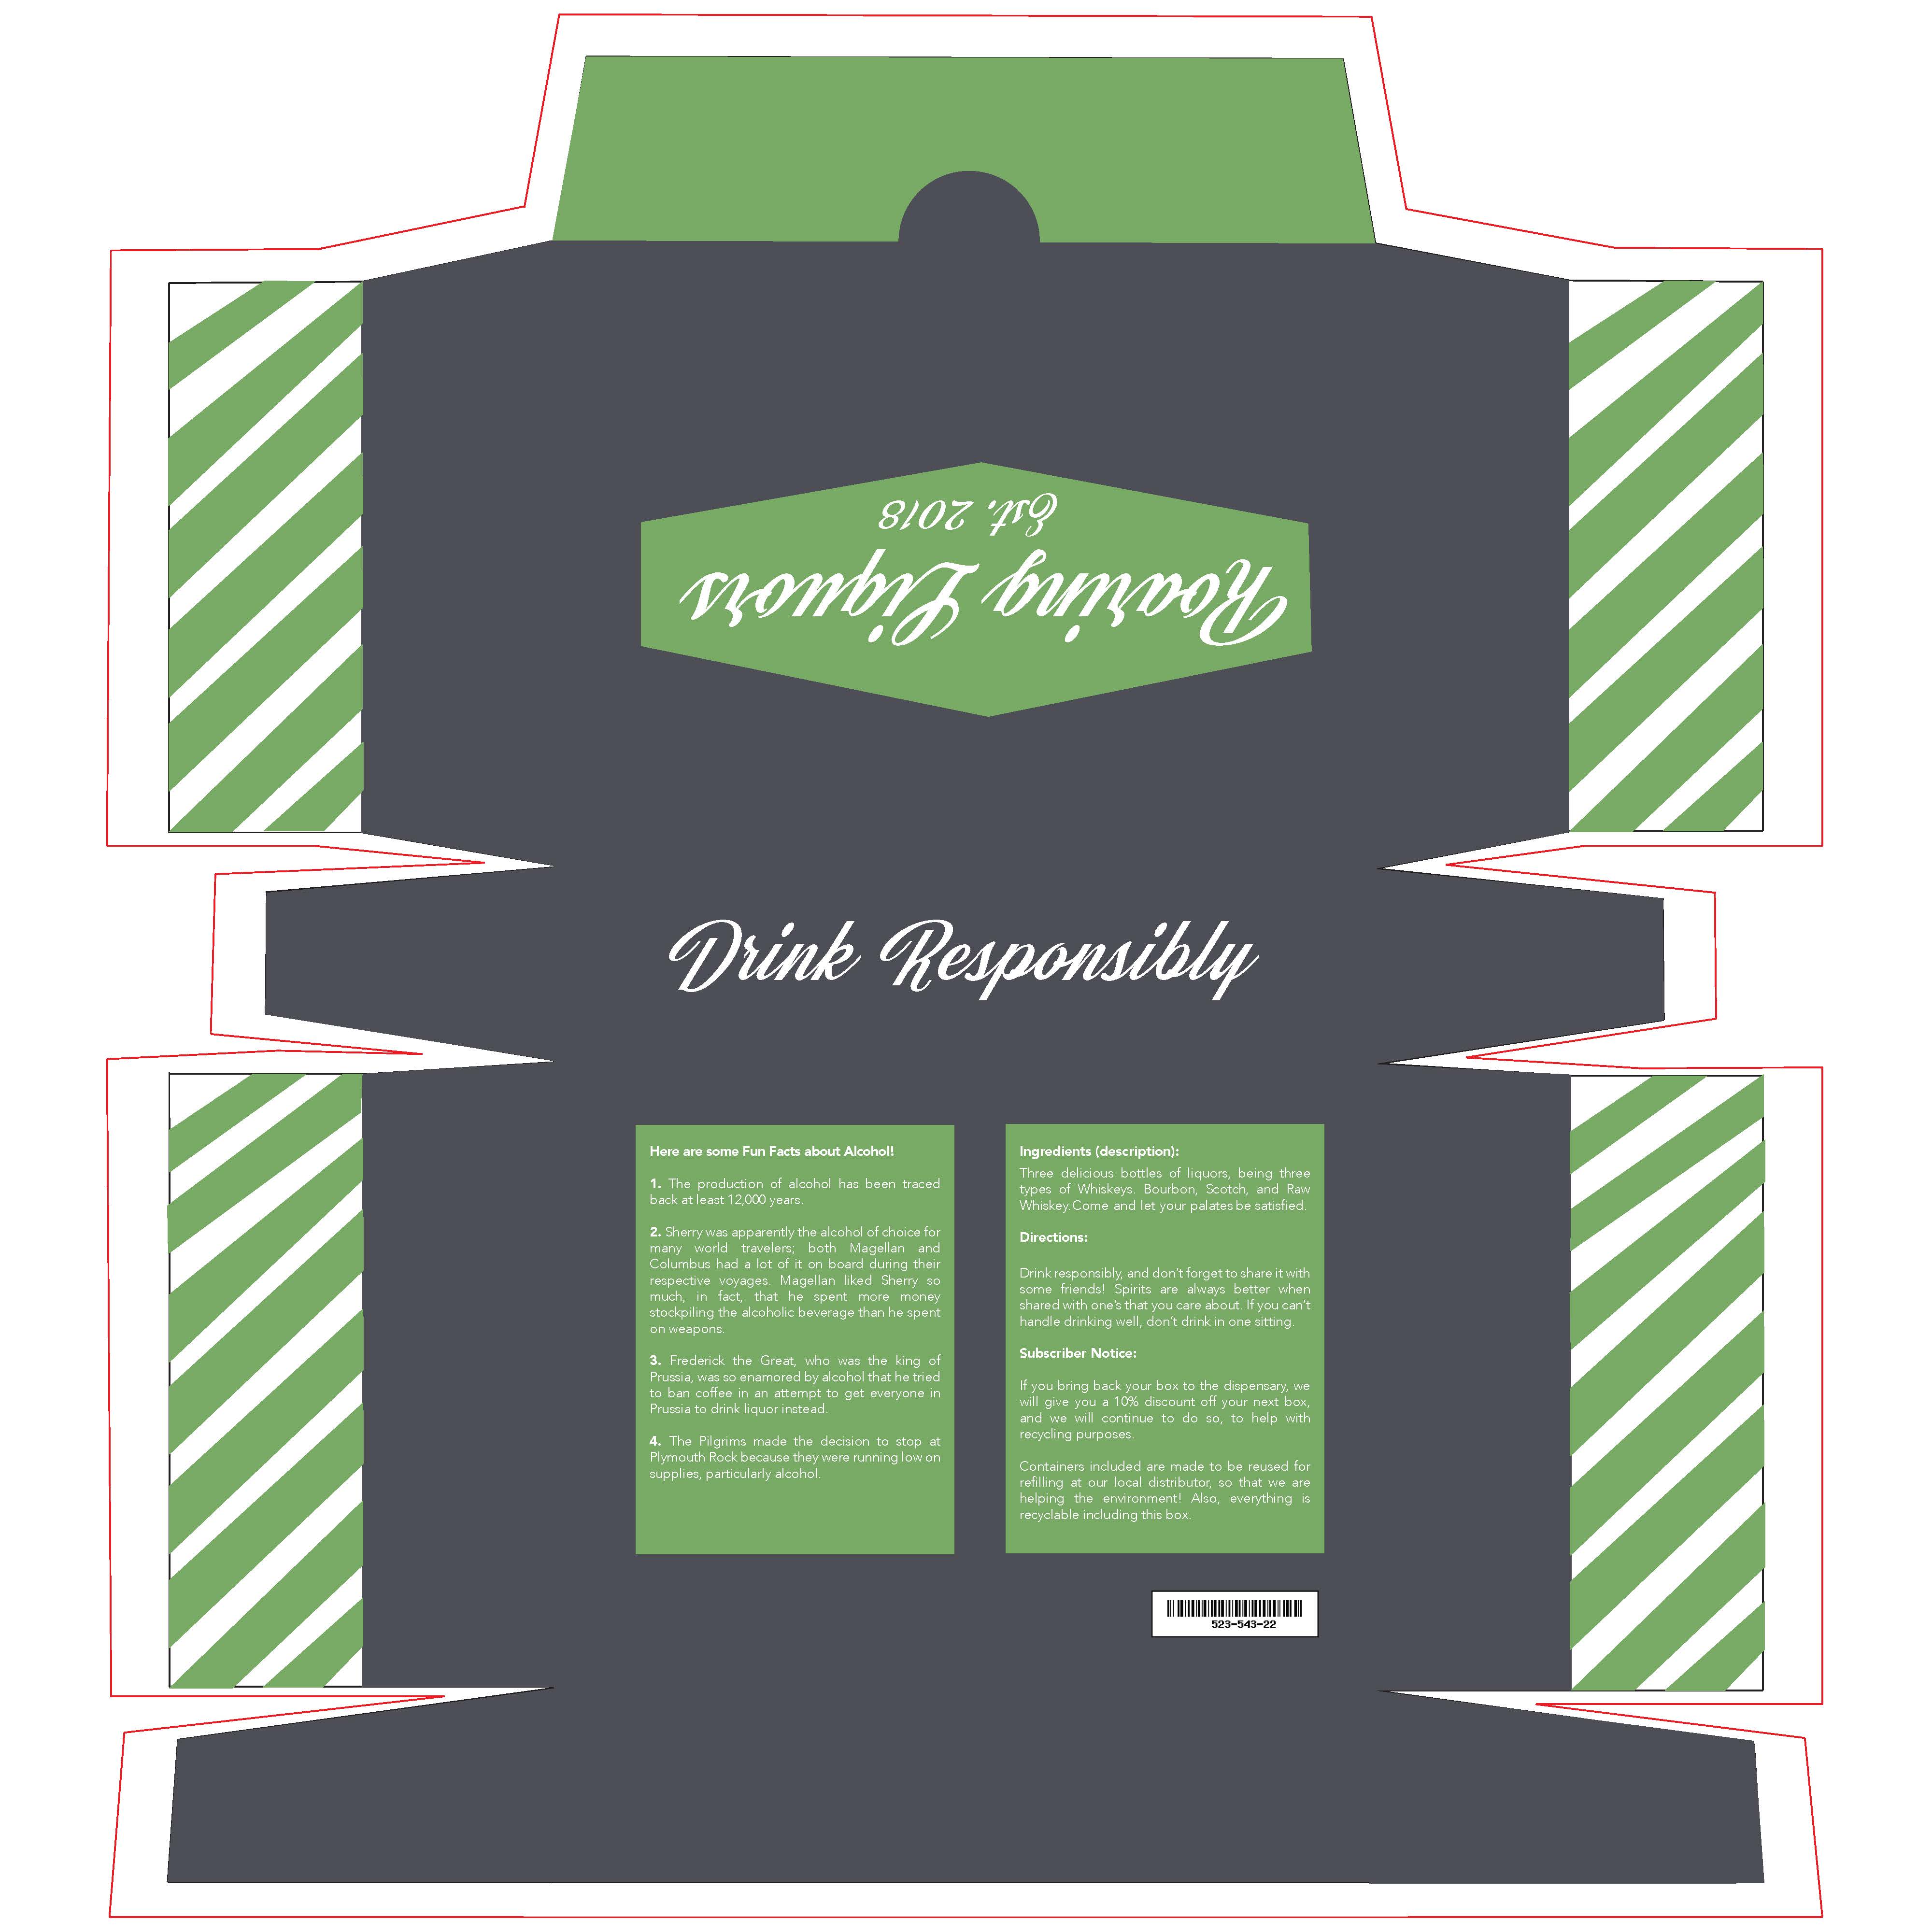 Roaring Liquors
Est. 2018
Drink Responsibly
Here are some Fun Facts about Alcohol!
1. The production of alcohol has been traced
back at least 12,000 years.
2. Sherry was apparently the alcohol of choice for
many world travelers; both Magellan and
Columbus had a lot of it on board during their
respective voyages. Magellan liked Sherry so
much, in fact, that he spent more money
stockpiling the alcoholic beverage than he spent
on weapons.
3. Frederick the Great, who was the king of
Prussia, was so enamored by alcohol that he tried
to ban coffee in an attempt to get everyone in
Prussia to drink liquor instead.
4. The Pilgrims made the decision to stop at
Plymouth Rock because they were running low on
supplies, particularly alcohol.
Ingredients (description):
Three delicious bottles of liquors, being three
types of Whiskeys. Bourbon, Scotch, and Raw
Whiskey. Come and let your palates be satisfied.
Directions:
Drink responsibly, and don't forget to share it with
some friends! Spirits are always better when
shared with one's that you care about. If you can't
handle drinking well, don't drink in one sitting.
Subscriber Notice:
If you bring back your box to the dispensary, we
will give you a 10% discount off your next box,
and we will continue to do so, to help with
recycling purposes.
Containers included are made to be reused for
refilling at our local distributor, so that we are
helping the environment! Also, everything is
recyclable including this box.
523-543-22